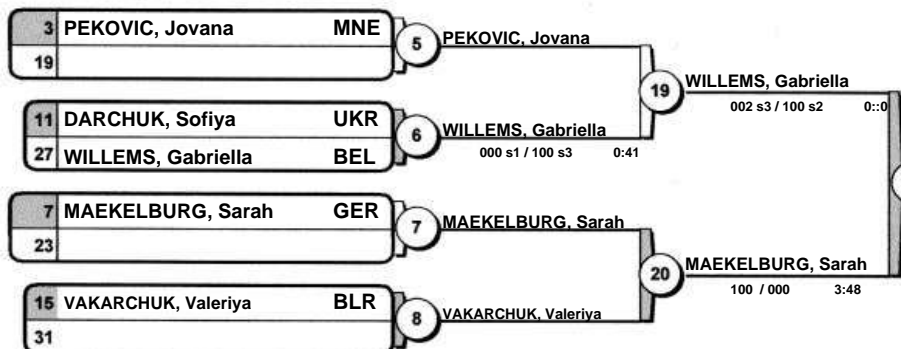 3 PEKOVIC, Jovana MNE
19
5
PEKOVIC, Jovana
11 DARCHUK, Sofiya UKR
27 WILLEMS, Gabriella BEL
6
WILLEMS, Gabriella
000 s1 / 100 s3 0:41
19
WILLEMS, Gabriella
002 s3 / 100 s2 0::0
7 MAEKELBURG, Sarah GER
23
7
MAEKELBURG, Sarah
15 VAKARCHUK, Valeriya BLR
31
8
VAKARCHUK, Valeriya
20
MAEKELBURG, Sarah
100 / 000 3:48